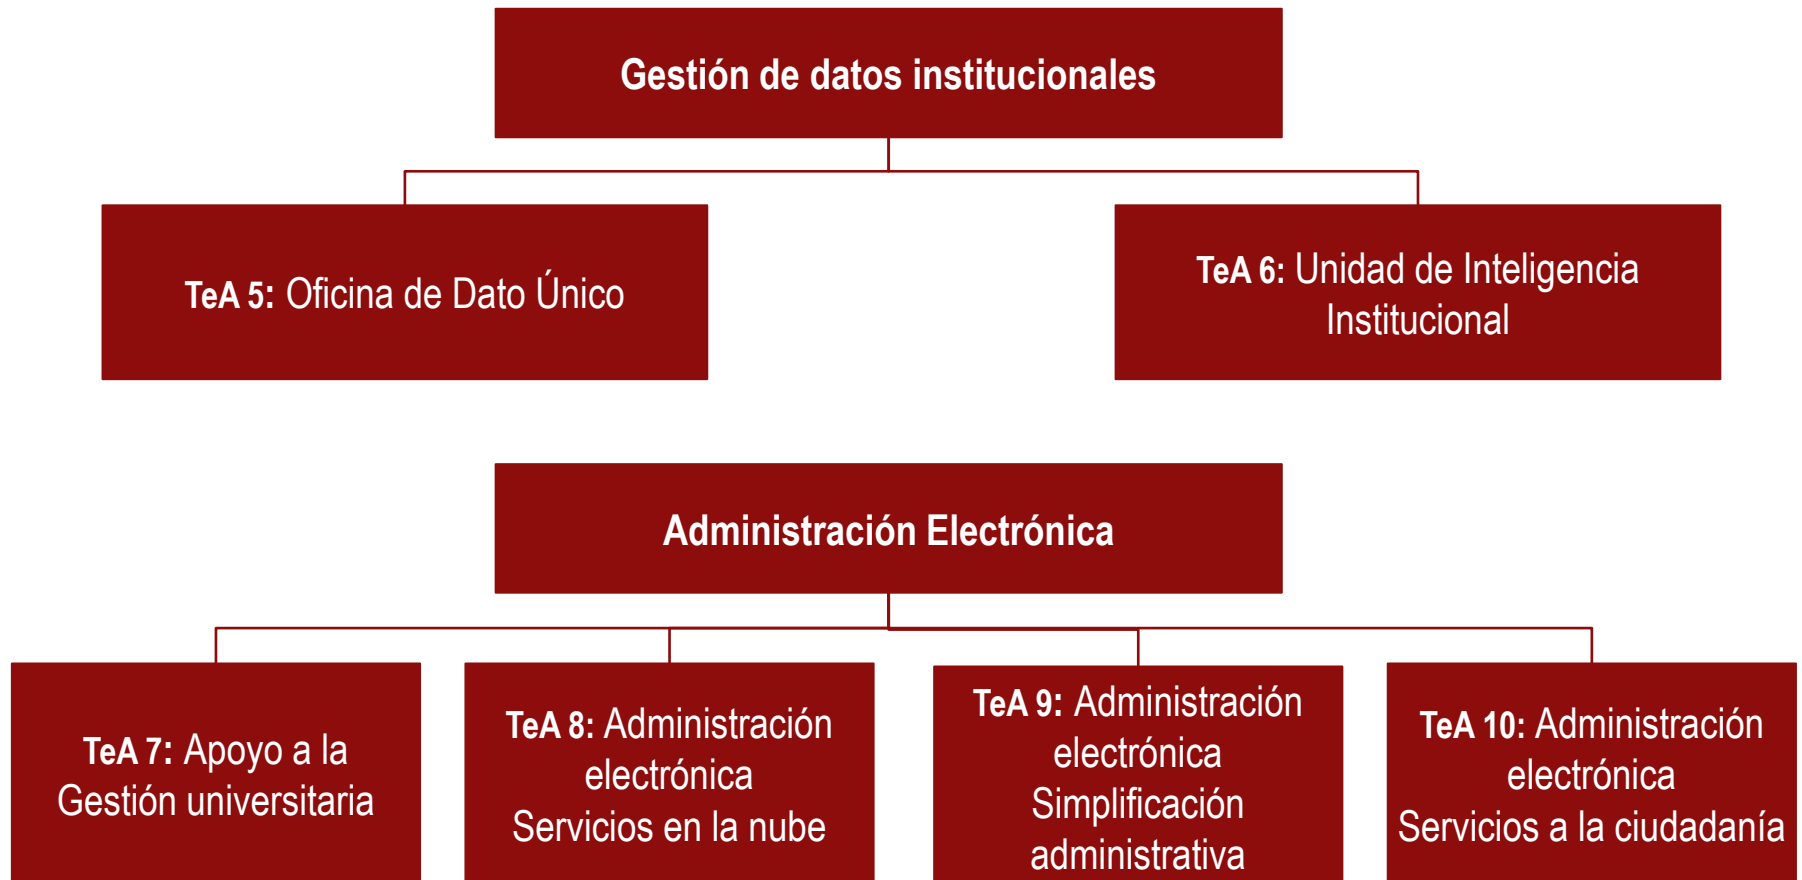 Gestión de datos institucionales
TeA 5: Oficina de Dato Único
TeA 6: Unidad de Inteligencia
Institucional
Administración Electrónica
TeA 7: Apoyo a la
Gestión universitaria
TeA 8: Administración
electrónica
Servicios en la nube
TeA 9: Administración
electrónica
Simplificación
administrativa
TeA 10: Administración
electrónica
Servicios a la ciudadanía